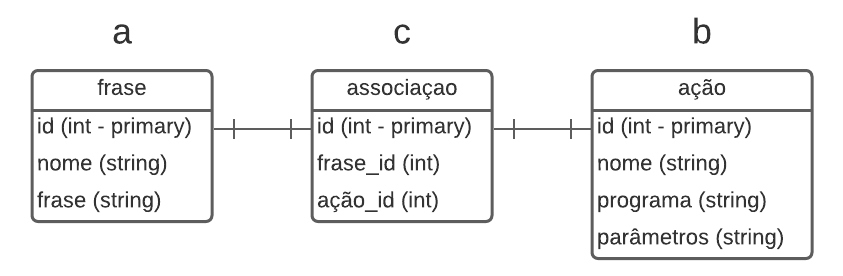 a
frase
id (int - primary)
nome (string)
frase (string)
c
associaçao
id (int - primary)
frase_id (int)
ação_id (int)
b
ação
id (int - primary)
nome (string)
programa (string)
parâmetros (string)